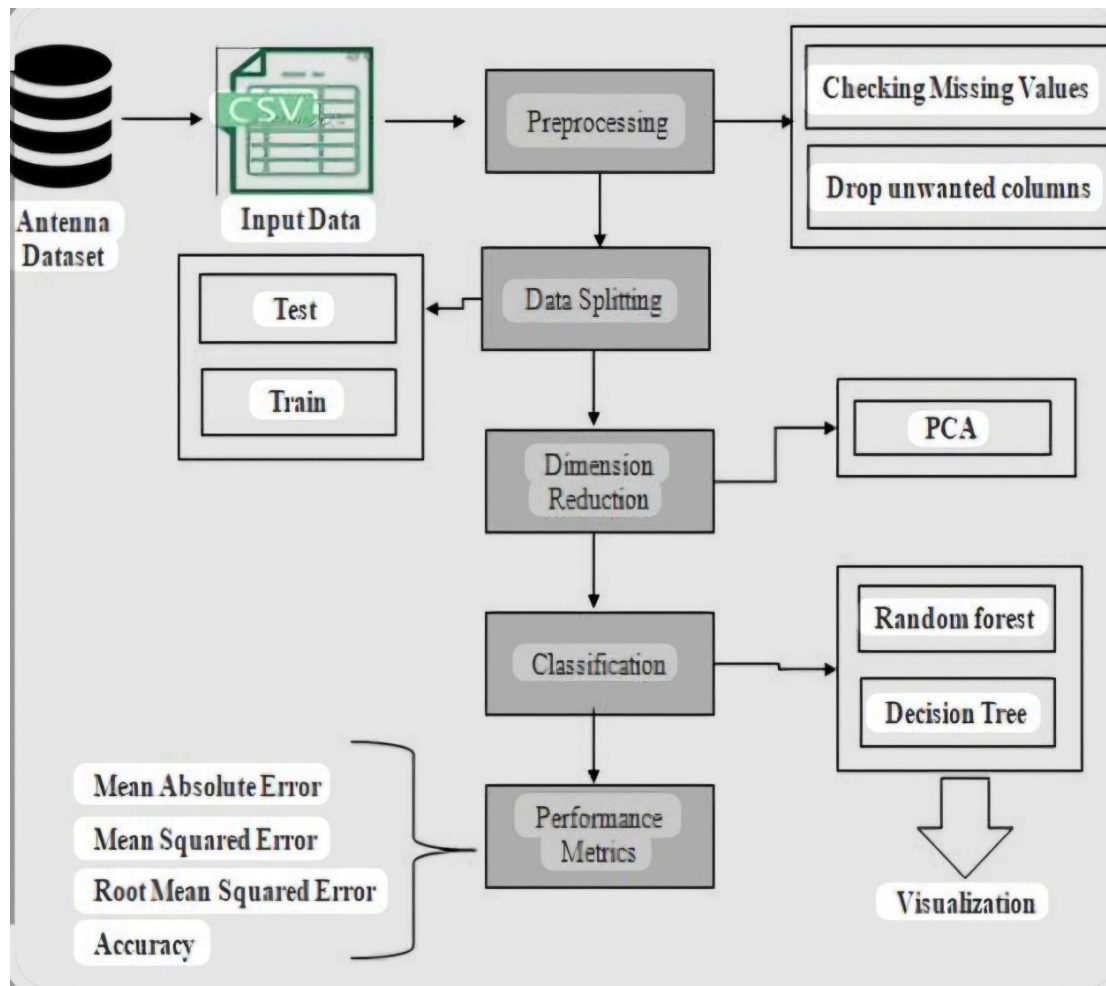 Antenna
Dataset
CSV
Input Data
Preprocessing
Checking Missing Values
Drop unwanted columns
Data Splitting
Test
Train
Dimension
Reduction
PCA
Classification
Random forest
Decision Tree
Visualization
Performance
Metrics
Mean Absolute Error
Mean Squared Error
Root Mean Squared Error
Accuracy